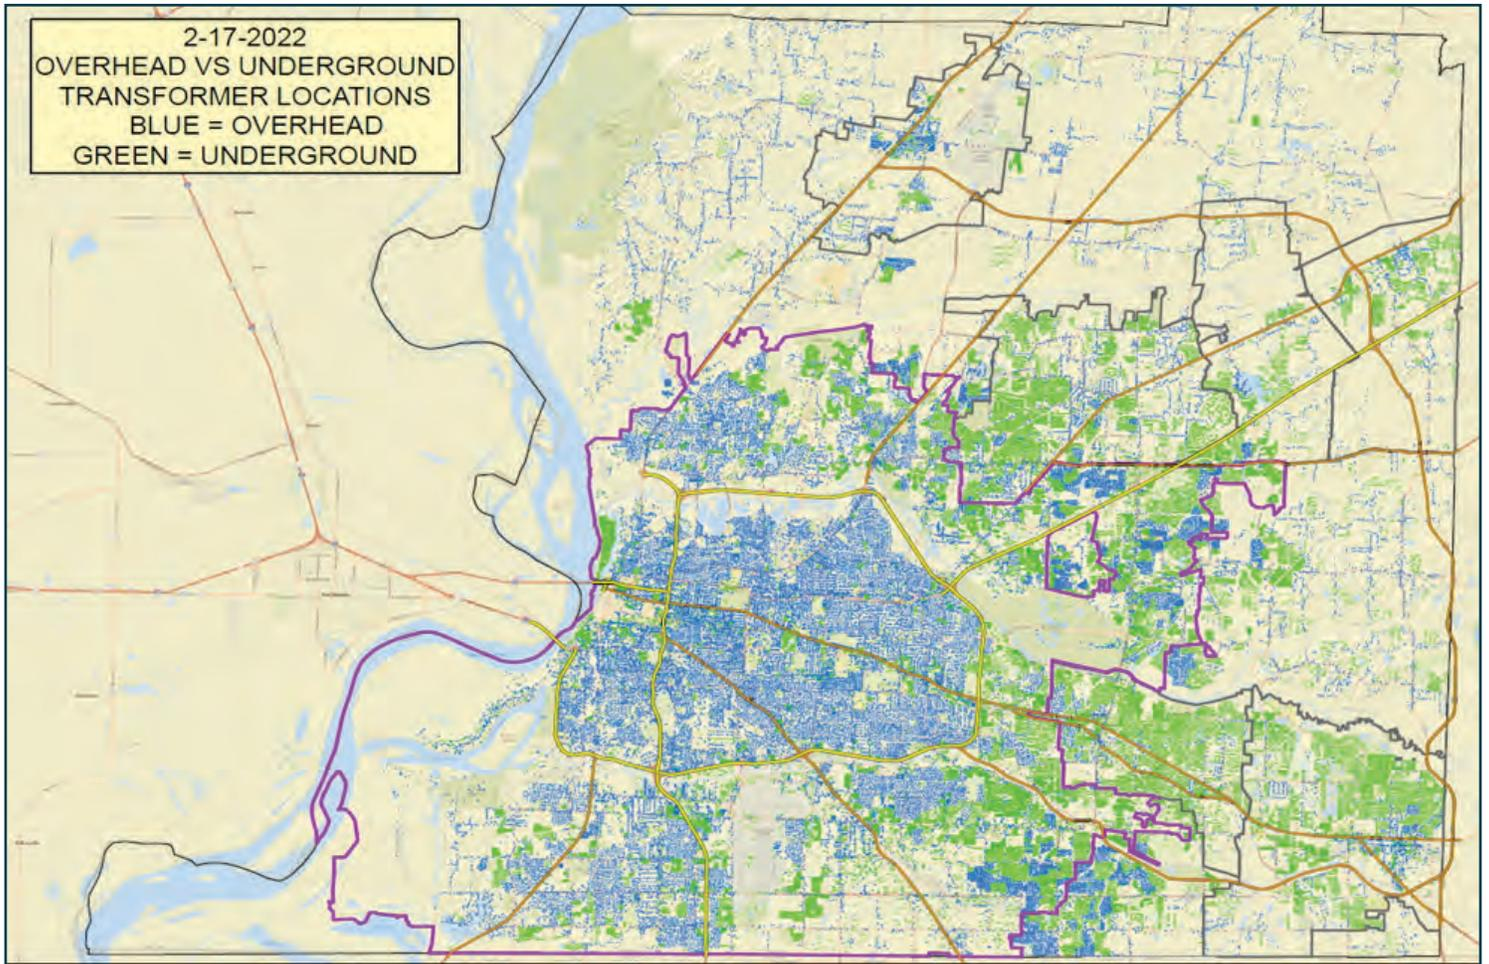 2-17-2022
OVERHEAD VS UNDERGROUND
TRANSFORMER LOCATIONS
BLUE = OVERHEAD
GREEN = UNDERGROUND